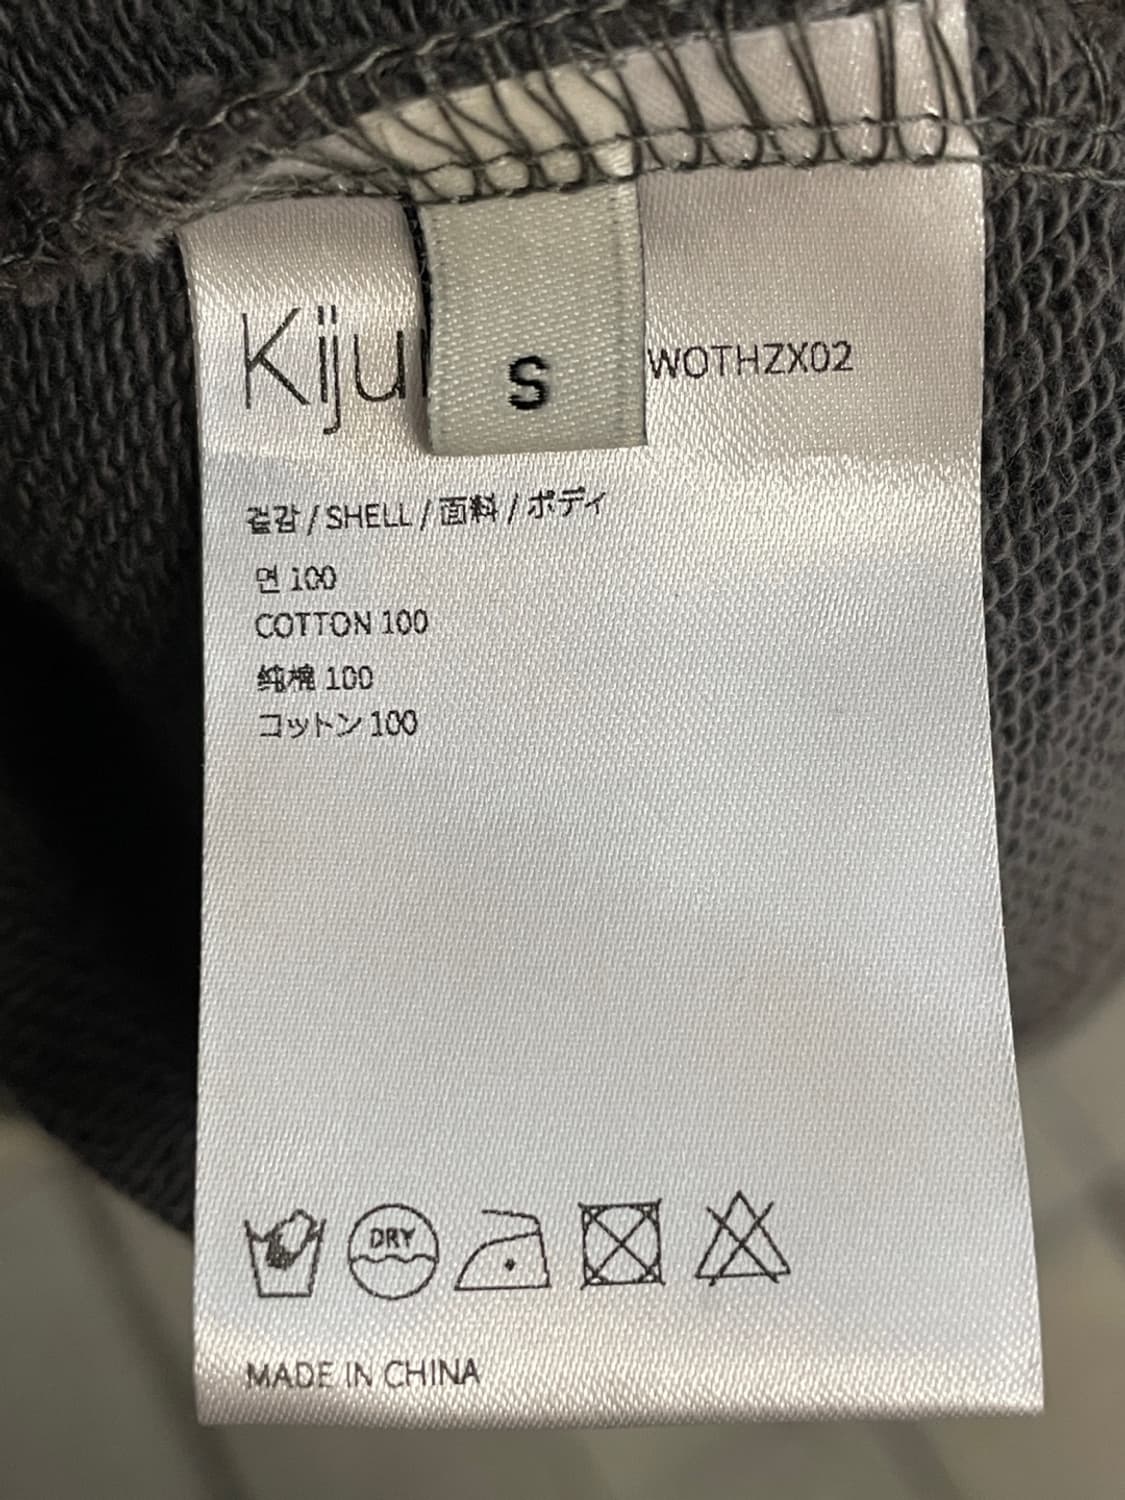 Kiju
S
WOTHZX02
겉감 / SHELL / 面料 / ボディ
면 100
COTTON 100
纯棉 100
コットン 100
DRY
MADE IN CHINA